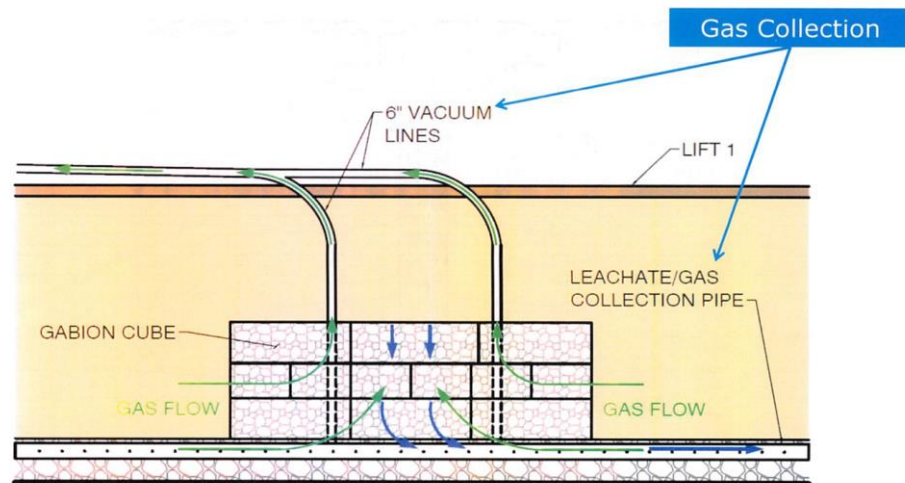 Gas Collection
6" VACUUM
LINES
LIFT 1
LEACHATE/GAS
COLLECTION PIPE
GABION CUBE
GAS FLOW
GAS FLOW